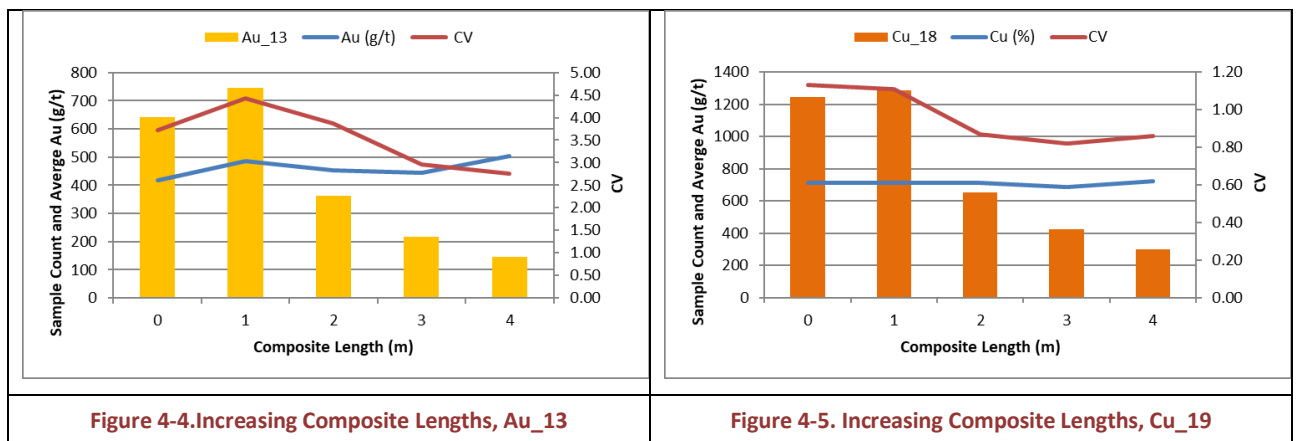 Au_13 Au (g/t) CV
Sample Count and Averge Au (g/t)
800
700
600
500
400
300
200
100
0
5.00
4.50
4.00
3.50
3.00
2.50
2.00
1.50
1.00
0.50
0.00
CV
0 1 2 3 4
Composite Length (m)
Figure 4-4.Increasing Composite Lengths, Au_13
Cu_18 Cu (%) CV
Sample Count and Averge Au (g/t)
1400
1200
1000
800
600
400
200
0
1.20
1.00
0.80
0.60
0.40
0.20
0.00
CV
0 1 2 3 4
Composite Length (m)
Figure 4-5. Increasing Composite Lengths, Cu_19